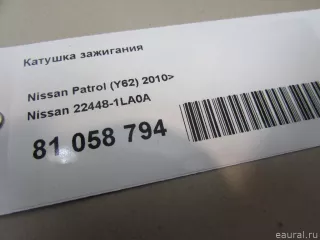 Катушка зажигания
Nissan Patrol (Y62) 2010>
Nissan 22448-1LA0A
81 058 794
eaural.ru